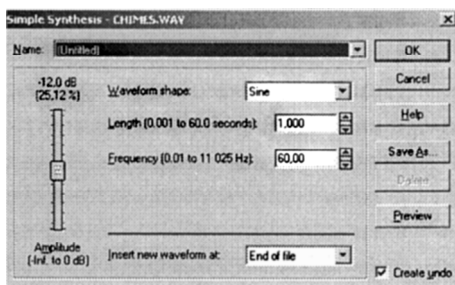 Simple Synthesis - CHIMES.WAV
Name: (Untitled)
OK
-12,0 dB
(25,12 %)
Waveform shape: Sine
Cancel
Length (0.001 to 60.0 seconds): 1,000
Help
Frequency (0.01 to 11 025 Hz): 60,00
Save As...
Delete
Preview
Amplitude
(-Inf. to 0 dB)
Insert new waveform at: End of file
Create undo